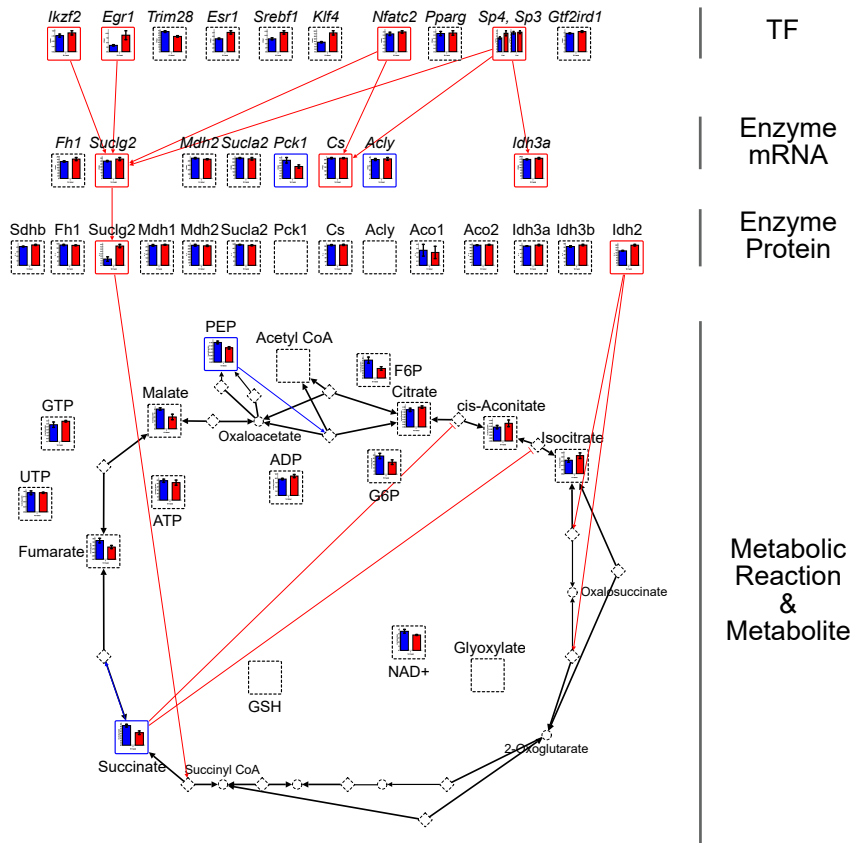 Ikzf2 Egr1 Trim28 Esr1 Srebf1 Klf4 Nfatc2 Pparg Sp4, Sp3 Gtf2ird1
TF
Fh1 Suclg2 Mdh2 Sucla2 Pck1 Cs Acly Idh3a
Enzyme
mRNA
Sdhb Fh1 Suclg2 Mdh1 Mdh2 Sucla2 Pck1 Cs Acly Aco1 Aco2 Idh3a Idh3b Idh2
Enzyme
Protein
PEP
Acetyl CoA
F6P
Malate
Citrate
cis-Aconitate
GTP
Oxaloacetate
Isocitrate
ADP
UTP
G6P
ATP
Fumarate
Metabolic
Reaction
&
Metabolite
Oxalosuccinate
Glyoxylate
NAD+
GSH
2-Oxoglutarate
Succinate
Succinyl CoA